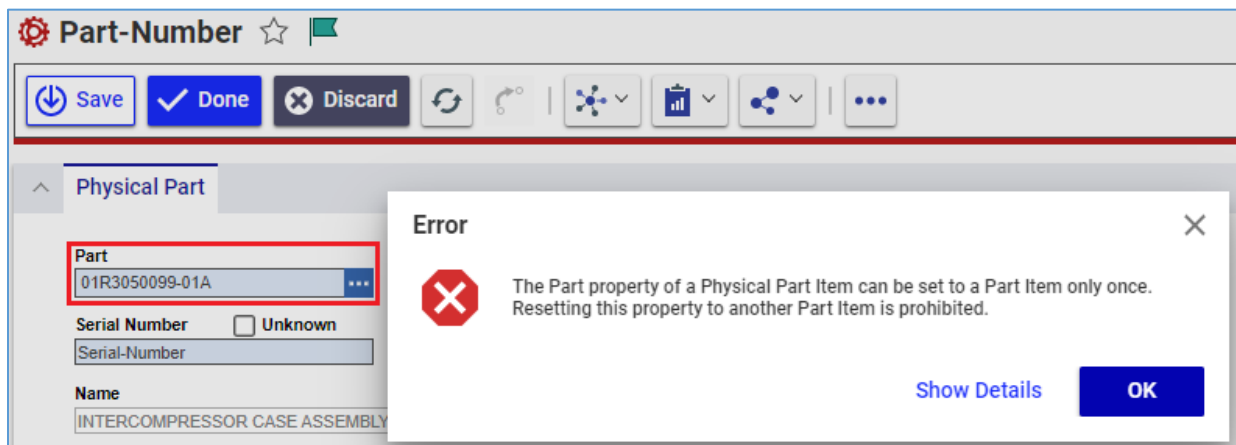 Part-Number
Save Done Discard
Physical Part
Error
The Part property of a Physical Part Item can be set to a Part Item only once.
Resetting this property to another Part Item is prohibited.
Show Details OK
Part
01R3050099-01A
Serial Number Unknown
Serial-Number
Name
INTERCOMPRESSOR CASE ASSEMBLY